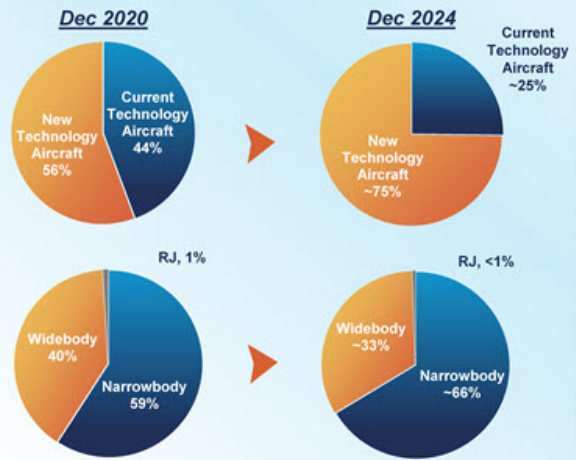 Dec 2020
Dec 2024
New
Technology
Aircraft
56%
Current
Technology
Aircraft
44%
Current
Technology
Aircraft
~25%
New
Technology
Aircraft
~75%
RJ, 1%
Widebody
40%
Narrowbody
59%
RJ, <1%
Widebody
~33%
Narrowbody
~66%